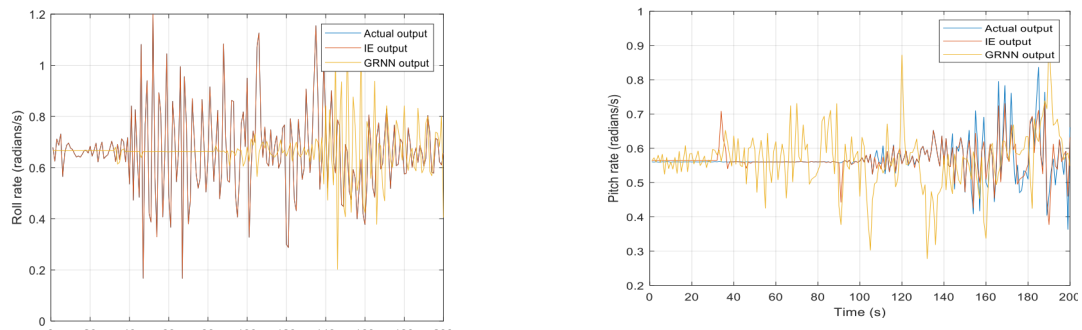 1.2
1
0.8
0.6
0.4
0.2
0
Roll rate (radians/s)
Actual output
IE output
GRNN output
1
0.9
0.8
0.7
0.6
0.5
0.4
0.3
0.2
Pitch rate (radians/s)
Actual output
IE output
GRNN output
0 20 40 60 80 100 120 140 160 180 200
Time (s)